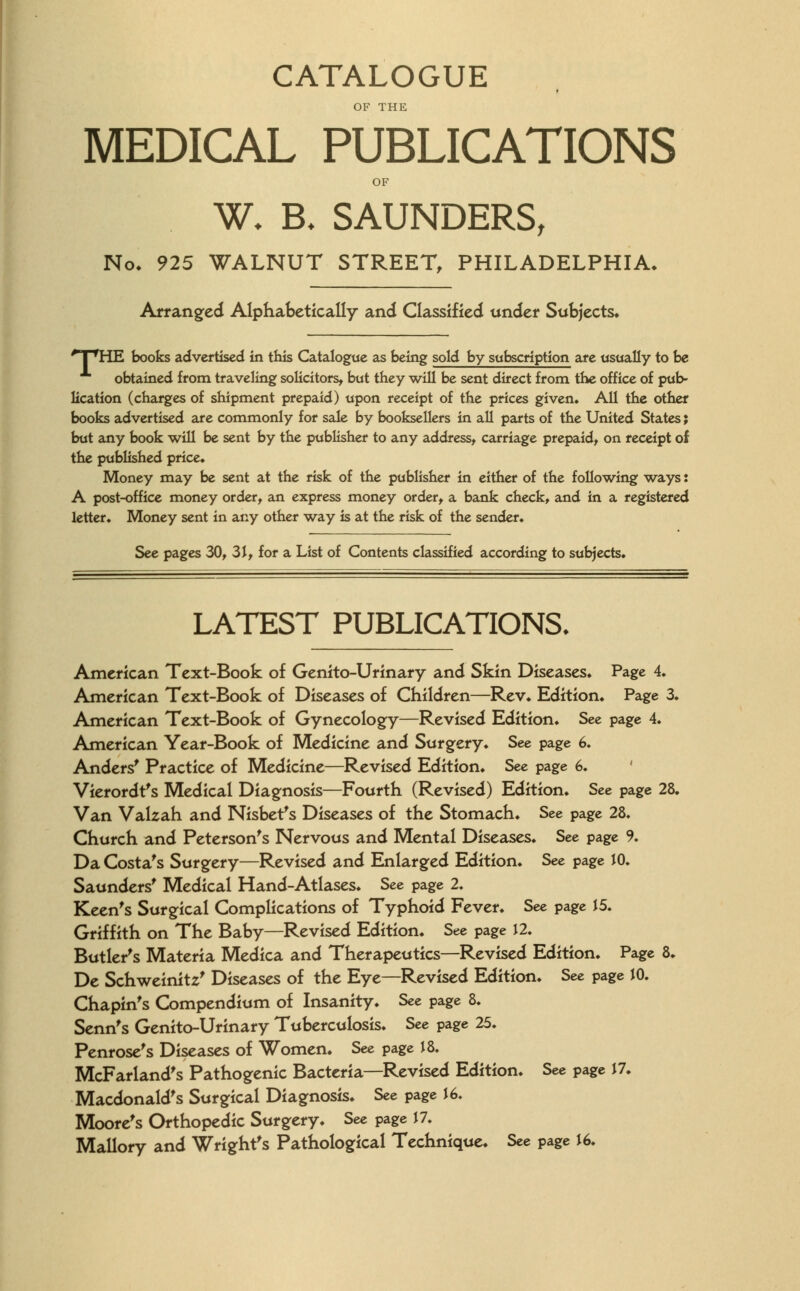 CATALOGUE
OF THE
MEDICAL PUBLICATIONS
OF
W. B. SAUNDERS,
No. 925 WALNUT STREET, PHILADELPHIA.
Arranged Alphabetically and Classified under Subjects.
THE books advertised in this Catalogue as being sold by subscription are usually to be
obtained from traveling solicitors, but they will be sent direct from the office of pub-
lication (charges of shipment prepaid) upon receipt of the prices given. All the other
books advertised are commonly for sale by booksellers in all parts of the United States;
but any book will be sent by the publisher to any address, carriage prepaid, on receipt of
the published price.
Money may be sent at the risk of the publisher in either of the following ways:
A post-office money order, an express money order, a bank check, and in a registered
letter. Money sent in any other way is at the risk of the sender.
See pages 30, 31, for a List of Contents classified according to subjects.
LATEST PUBLICATIONS.
American Text-Book of Genito-Urinary and Skin Diseases. Page 4.
American Text-Book of Diseases of Children—Rev. Edition. Page 3.
American Text-Book of Gynecology—Revised Edition. See page 4.
American Year-Book of Medicine and Surgery. See page 6.
Anders' Practice of Medicine—Revised Edition. See page 6.
Vierordt's Medical Diagnosis—Fourth (Revised) Edition. See page 28.
Van Valzah and Nisbet's Diseases of the Stomach. See page 28.
Church and Peterson's Nervous and Mental Diseases. See page 9.
Da Costa's Surgery—Revised and Enlarged Edition. See page 10.
Saunders' Medical Hand-Atlases. See page 2.
Keen's Surgical Complications of Typhoid Fever. See page 15.
Griffith on The Baby—Revised Edition. See page 12.
Butler's Materia Medica and Therapeutics—Revised Edition. Page 8.
De Schweinitz' Diseases of the Eye—Revised Edition. See page 10.
Chapin's Compendium of Insanity. See page 8.
Senn's Genito-Urinary Tuberculosis. See page 25.
Penrose's Diseases of Women. See page 18.
McFarland's Pathogenic Bacteria—Revised Edition. See page 17.
Macdonald's Surgical Diagnosis. See page 16.
Moore's Orthopedic Surgery. See page 17.
Mallory and Wright's Pathological Technique. See page 16.